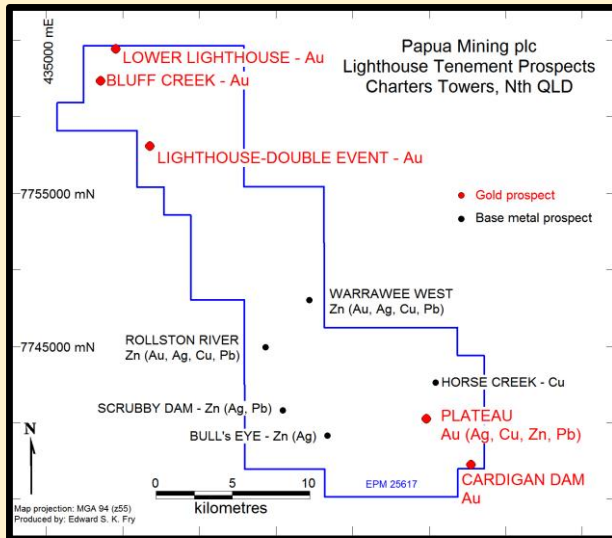 Papua Mining plc
Lighthouse Tenement Prospects
Charters Towers, Nth QLD
435000 mE
LOWER LIGHTHOUSE - Au
BLUFF CREEK - Au
LIGHTHOUSE-DOUBLE EVENT - Au
7755000 mN
Gold prospect
Base metal prospect
WARRAWEE WEST
Zn (Au, Ag, Cu, Pb)
ROLLSTON RIVER
Zn (Au, Ag, Cu, Pb)
7745000 mN
HORSE CREEK - Cu
SCRUBBY DAM - Zn (Ag, Pb)
PLATEAU
Au (Ag, Cu, Zn, Pb)
BULL's EYE - Zn (Ag)
CARDIGAN DAM
Au
N
EPM 25617
0 5 10
kilometres
Map projection: MGA 94 (z55)
Produced by: Edward S. K. Fry